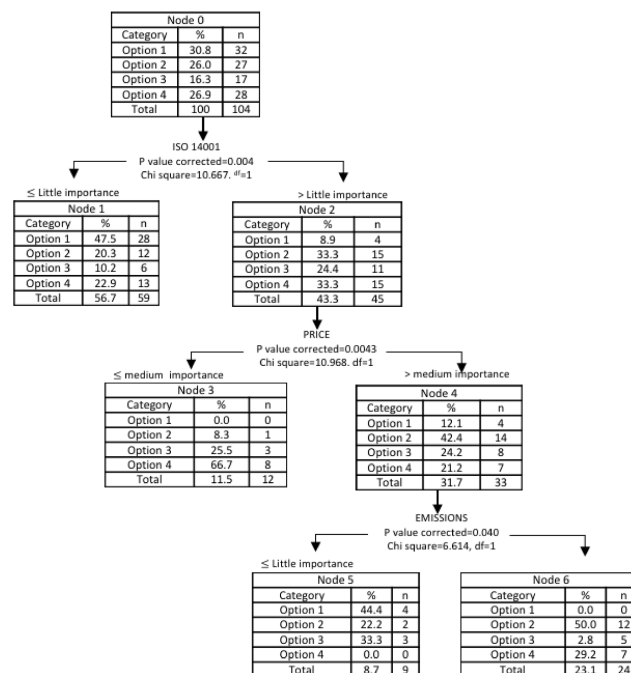 Node 0
Category % n
Option 1 30.8 32
Option 2 26.0 27
Option 3 16.3 17
Option 4 26.9 28
Total 100 104
ISO 14001
P value corrected=0.004
Chi square=10.667. df=1
≤ Little importance
> Little importance
Node 1
Category % n
Option 1 47.5 28
Option 2 20.3 12
Option 3 10.2 6
Option 4 22.9 13
Total 56.7 59
Node 2
Category % n
Option 1 8.9 4
Option 2 33.3 15
Option 3 24.4 11
Option 4 33.3 15
Total 43.3 45
PRICE
P value corrected=0.0043
Chi square=10.968. df=1
≤ medium importance
> medium importance
Node 3
Category % n
Option 1 0.0 0
Option 2 8.3 1
Option 3 25.5 3
Option 4 66.7 8
Total 11.5 12
Node 4
Category % n
Option 1 12.1 4
Option 2 42.4 14
Option 3 24.2 8
Option 4 21.2 7
Total 31.7 33
EMISSIONS
P value corrected=0.040
Chi square=6.614, df=1
≤ Little importance
Node 5
Category % n
Option 1 44.4 4
Option 2 22.2 2
Option 3 33.3 3
Option 4 0.0 0
Total 8.7 9
Node 6
Category % n
Option 1 0.0 0
Option 2 50.0 12
Option 3 2.8 5
Option 4 29.2 7
Total 23.1 24